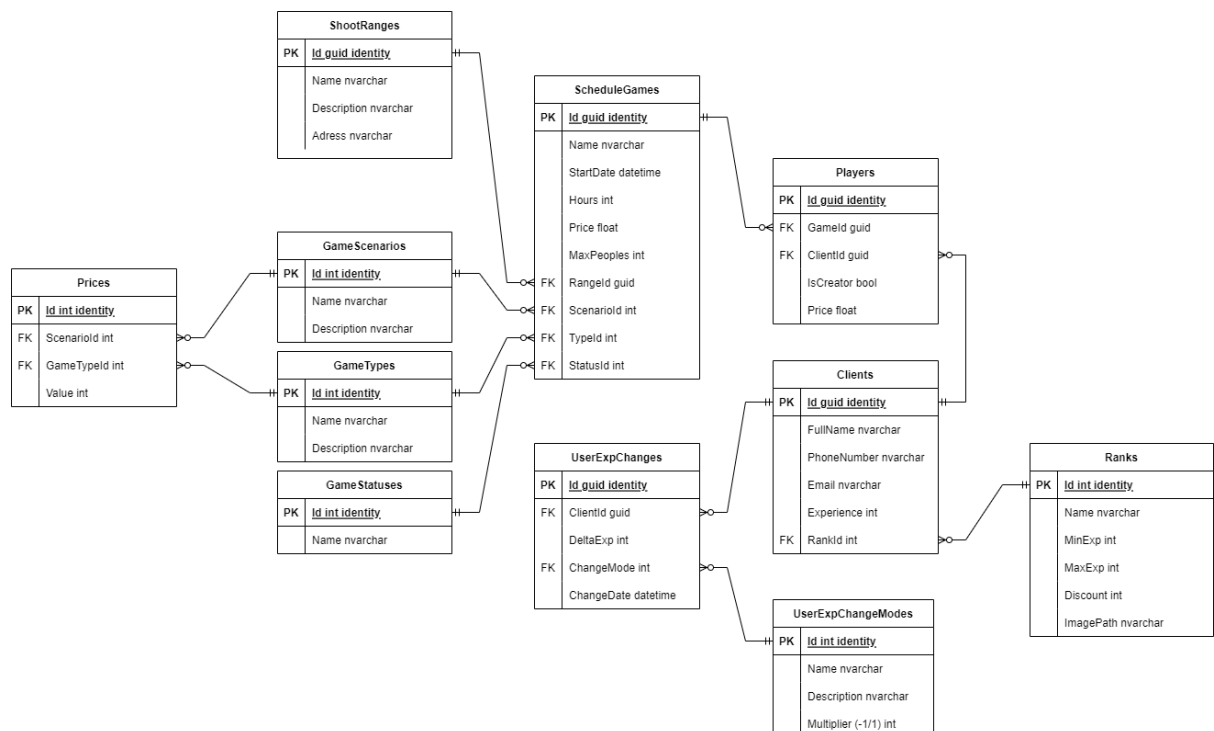 ShootRanges
PK Id guid identity
Name nvarchar
Description nvarchar
Adress nvarchar
ScheduleGames
PK Id guid identity
Name nvarchar
StartDate datetime
Hours int
Price float
MaxPeoples int
FK RangeId guid
FK ScenarioId int
FK TypeId int
FK StatusId int
Players
PK Id guid identity
FK GameId guid
FK ClientId guid
IsCreator bool
Price float
GameScenarios
PK Id int identity
Name nvarchar
Description nvarchar
Prices
PK Id int identity
FK ScenarioId int
FK GameTypeId int
Value int
GameTypes
PK Id int identity
Name nvarchar
Description nvarchar
GameStatuses
PK Id int identity
Name nvarchar
Clients
PK Id guid identity
FullName nvarchar
PhoneNumber nvarchar
Email nvarchar
Experience int
FK RankId int
UserExpChanges
PK Id guid identity
FK ClientId guid
DeltaExp int
FK ChangeMode int
ChangeDate datetime
Ranks
PK Id int identity
Name nvarchar
MinExp int
MaxExp int
Discount int
ImagePath nvarchar
UserExpChangeModes
PK Id int identity
Name nvarchar
Description nvarchar
Multiplier (-1/1) int